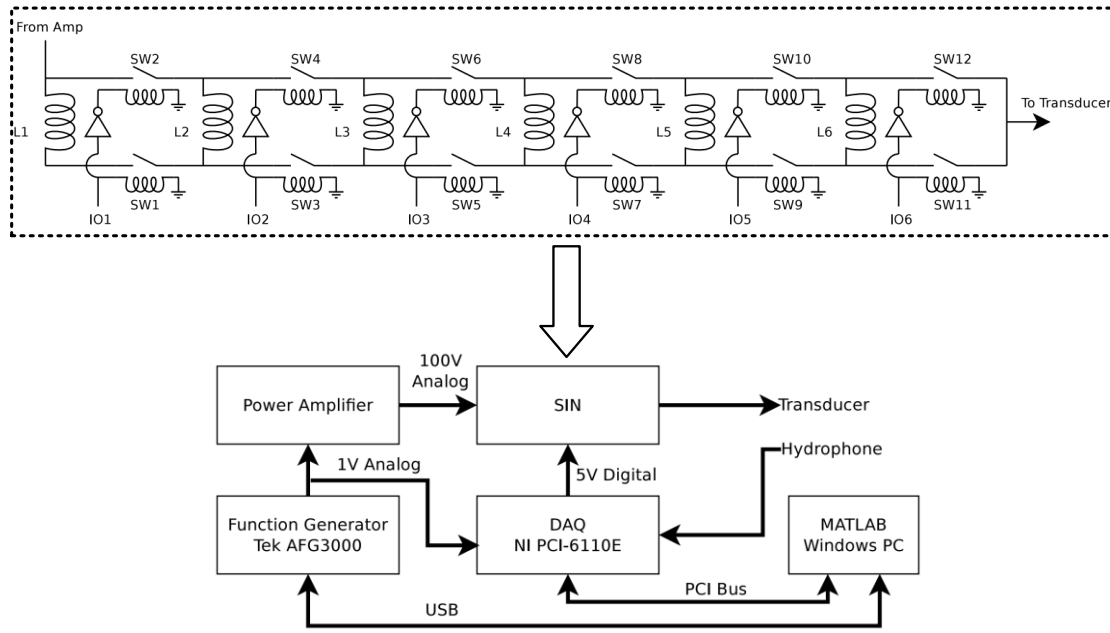 From Amp
SW2
SW4
SW6
SW8
SW10
SW12
L1
L2
L3
L4
L5
L6
To Transducer
SW1
SW3
SW5
SW7
SW9
SW11
IO1
IO2
IO3
IO4
IO5
IO6
100V
Analog
Power Amplifier
SIN
Transducer
Hydrophone
1V Analog
5V Digital
Function Generator
Tek AFG3000
DAQ
NI PCI-6110E
MATLAB
Windows PC
PCI Bus
USB